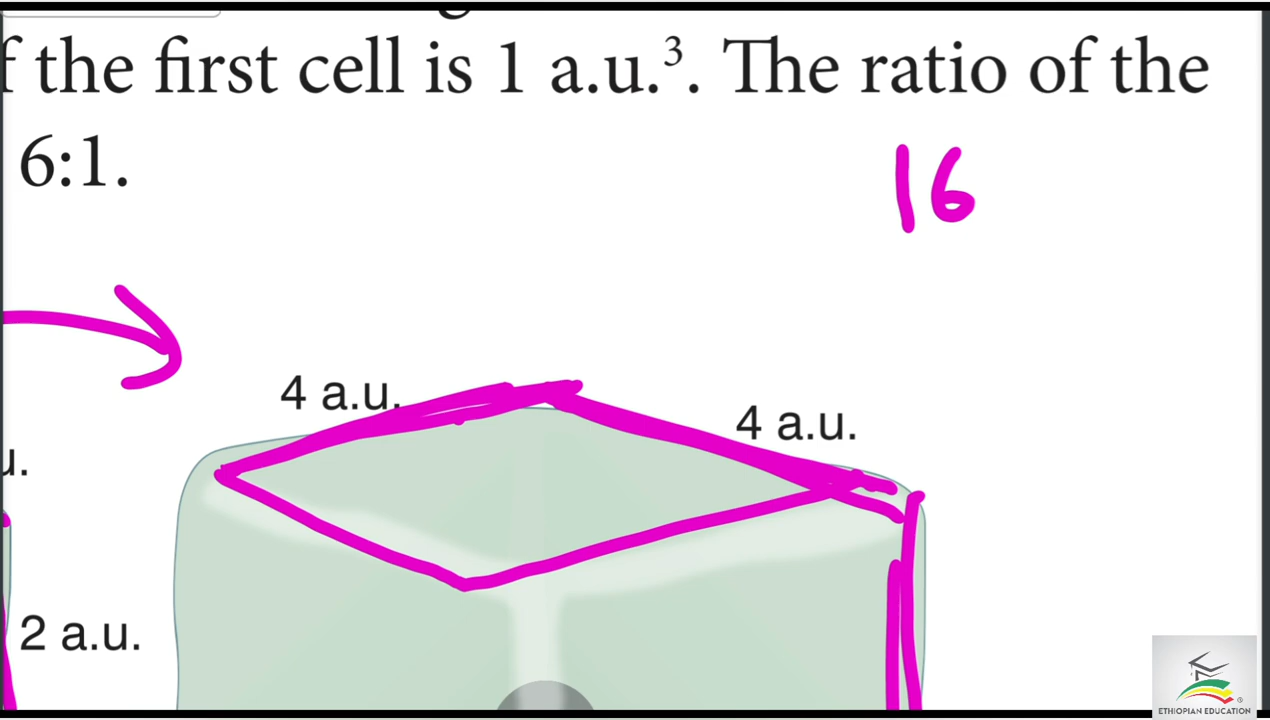 f the first cell is 1 a.u.³. The ratio of the
6:1.
16
4 a.u.
4 a.u.
2 a.u.
ETHIOPIAN EDUCATION